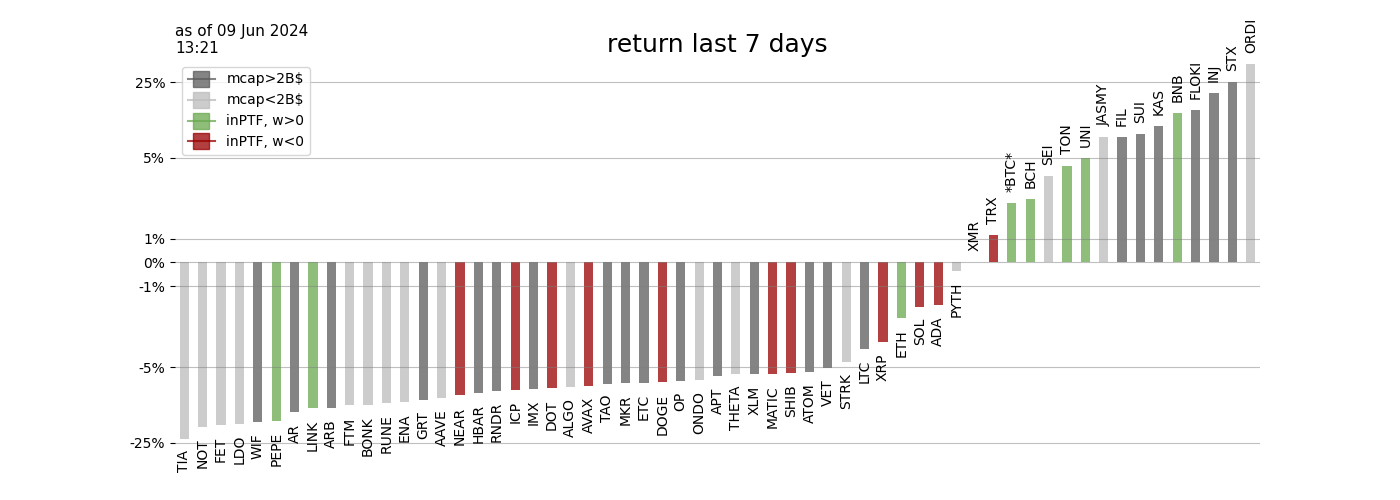 as of 09 Jun 2024
13:21
return last 7 days
mcap>2B$
mcap<2B$
inPTF, w>0
inPTF, w<0
25%
5%
1%
0%
-1%
-5%
-25%
TIA
NOT
FET
LDO
WIF
PEPE
AR
LINK
ARB
FTM
BONK
RUNE
ENA
GRT
AAVE
NEAR
HBAR
RNDR
ICP
IMX
DOT
ALGO
AVAX
TAO
MKR
ETC
DOGE
OP
ONDO
APT
THETA
XLM
MATIC
SHIB
ATOM
VET
STRK
LTC
XRP
ETH
SOL
ADA
PYTH
XMR
TRX
*BTC*
BCH
SEI
TON
UNI
JASMY
FIL
SUI
KAS
BNB
FLOKI
INJ
STX
ORDI